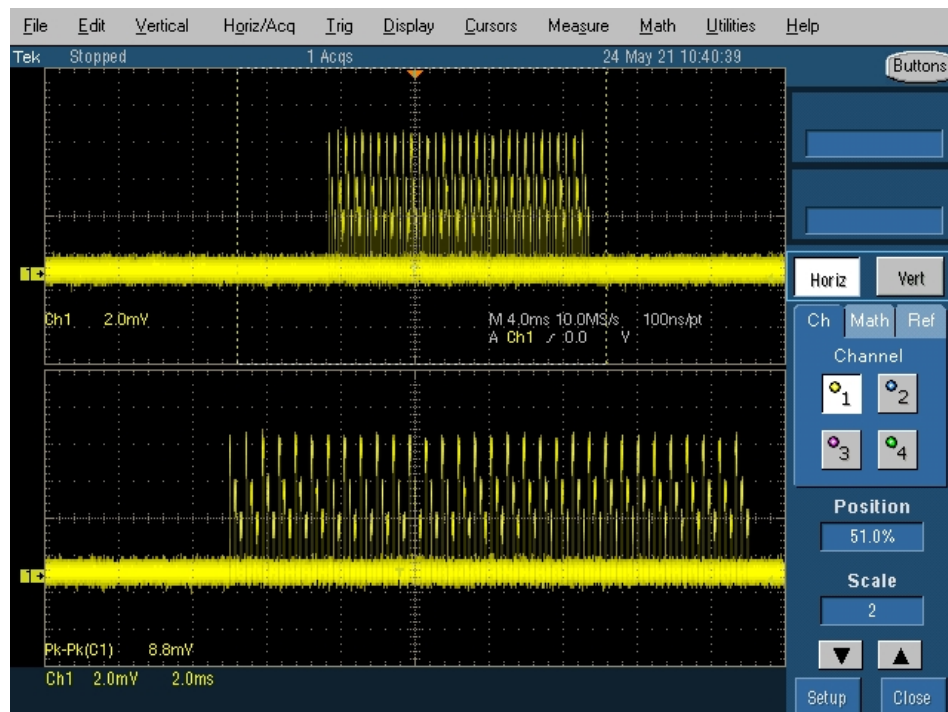 File Edit Vertical Horiz/Acq Trig Display Cursors Measure Math Utilities Help
Tek Stopped 1 Acqs 24 May 21 10:40:39
Buttons
1
Ch1 2.0mV M 4.0ms 10.0MS/s 100ns/pt
A Ch1 / 0.0 V
1
Pk-Pk(C1) 8.8mV
Ch1 2.0mV 2.0ms
Horiz Vert
Ch Math Ref
Channel
1 2
3 4
Position
51.0%
Scale
2
Setup Close